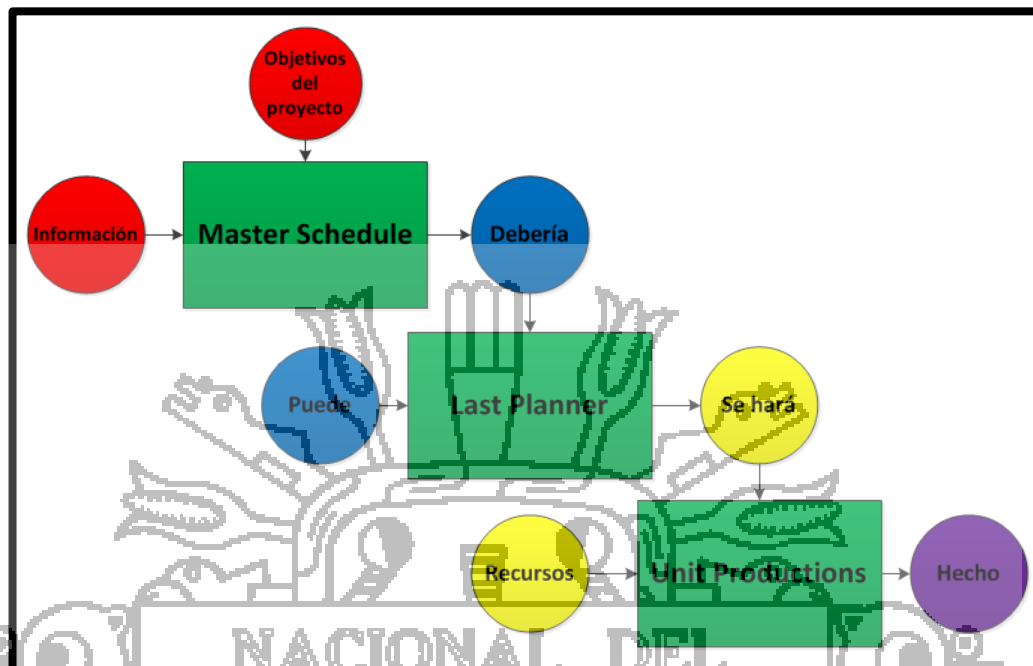 Objetivos
del
proyecto
Información
Master Schedule
Debería
Puede
Last Planner
Se hará
Recursos
Unit Productions
Hecho
NACIONAL DEL